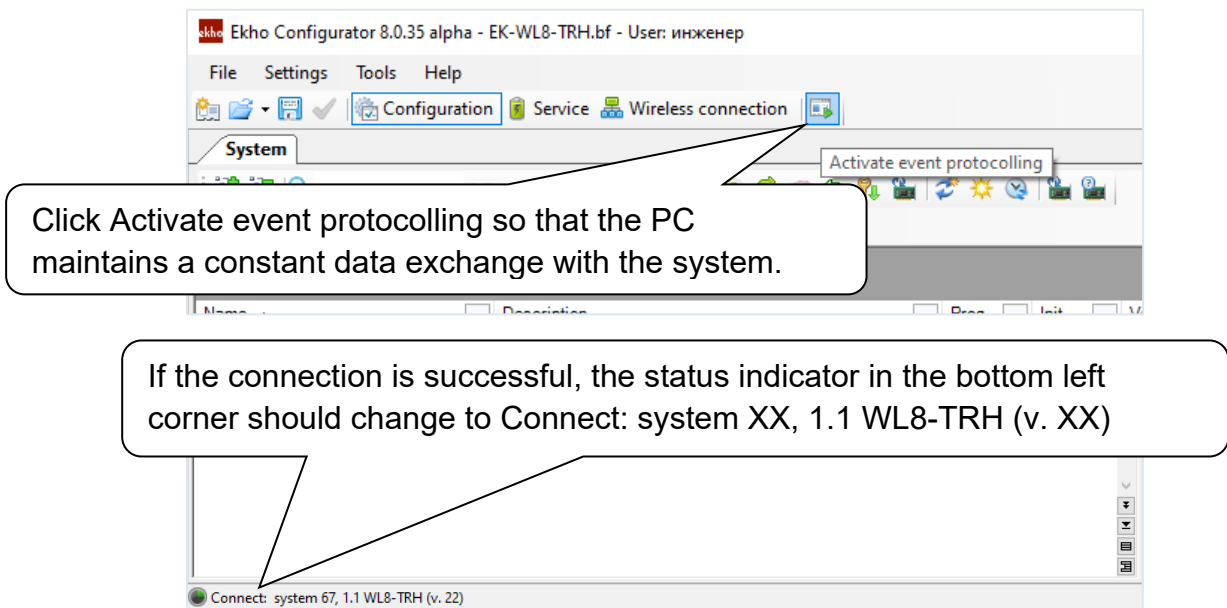 ekho Ekho Configurator 8.0.35 alpha - EK-WL8-TRH.bf - User: инженер
File Settings Tools Help
Configuration Service Wireless connection
System
Activate event protocolling
Click Activate event protocolling so that the PC
maintains a constant data exchange with the system.
Name Description Prog Init
If the connection is successful, the status indicator in the bottom left
corner should change to Connect: system XX, 1.1 WL8-TRH (v. XX)
Connect: system 67, 1.1 WL8-TRH (v. 22)